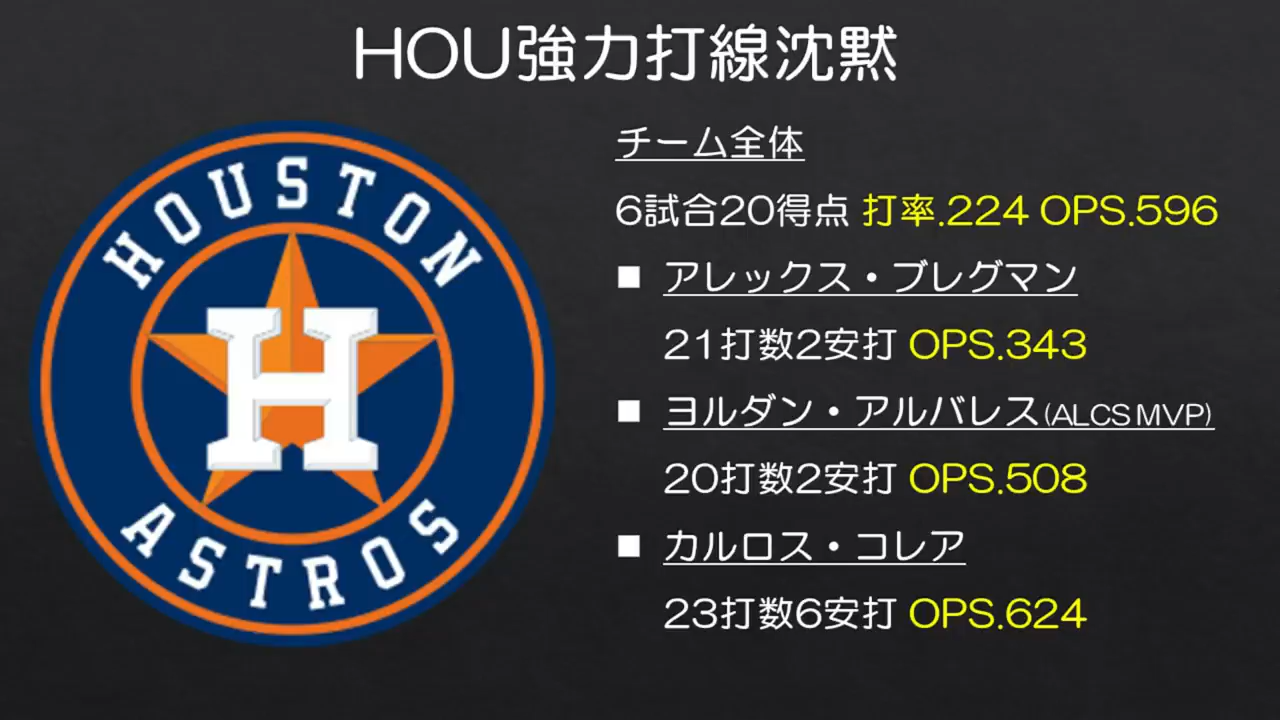 HOU強力打線沈黙
HOUSTON
H
ASTROS
チーム全体
6試合20得点 打率.224 OPS.596
■ アレックス・ブレグマン
21打数2安打 OPS.343
■ ヨルダン・アルバレス(ALCS MVP)
20打数2安打 OPS.508
■ カルロス・コレア
23打数6安打 OPS.624